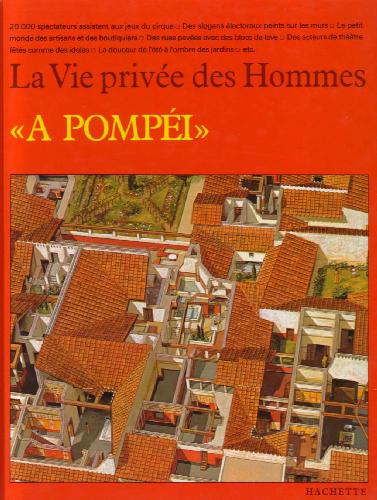 20 000 spectateurs assistent aux jeux du cirque □ Des slogans électoraux peints sur les murs □ Le petit
monde des artisans et des boutiquiers □ Des rues pavées avec des blocs de lave □ Des acteurs de théâtre
fêtés comme des idoles □ La douceur de l'été à l'ombre des jardins □ etc.
La Vie privée des Hommes
«A POMPÉI»
HACHETTE